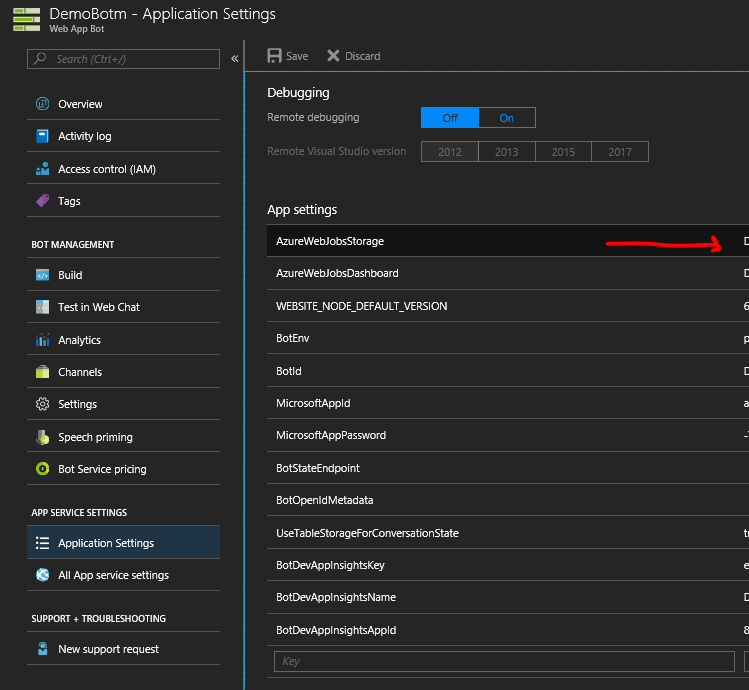 DemoBotm - Application Settings
Web App Bot
Search (Ctrl+/)
«
Overview
Activity log
Access control (IAM)
Tags
BOT MANAGEMENT
Build
Test in Web Chat
Analytics
Channels
Settings
Speech priming
Bot Service pricing
APP SERVICE SETTINGS
Application Settings
All App service settings
SUPPORT + TROUBLESHOOTING
New support request
Save Discard
Debugging
Remote debugging Off On
Remote Visual Studio version 2012 2013 2015 2017
App settings
AzureWebJobsStorage D
AzureWebJobsDashboard D
WEBSITE_NODE_DEFAULT_VERSION 6
BotEnv p
BotId D
MicrosoftAppId a
MicrosoftAppPassword
BotStateEndpoint
BotOpenIdMetadata
UseTableStorageForConversationState tr
BotDevAppInsightsKey e
BotDevAppInsightsName D
BotDevAppInsightsAppId 8
Key